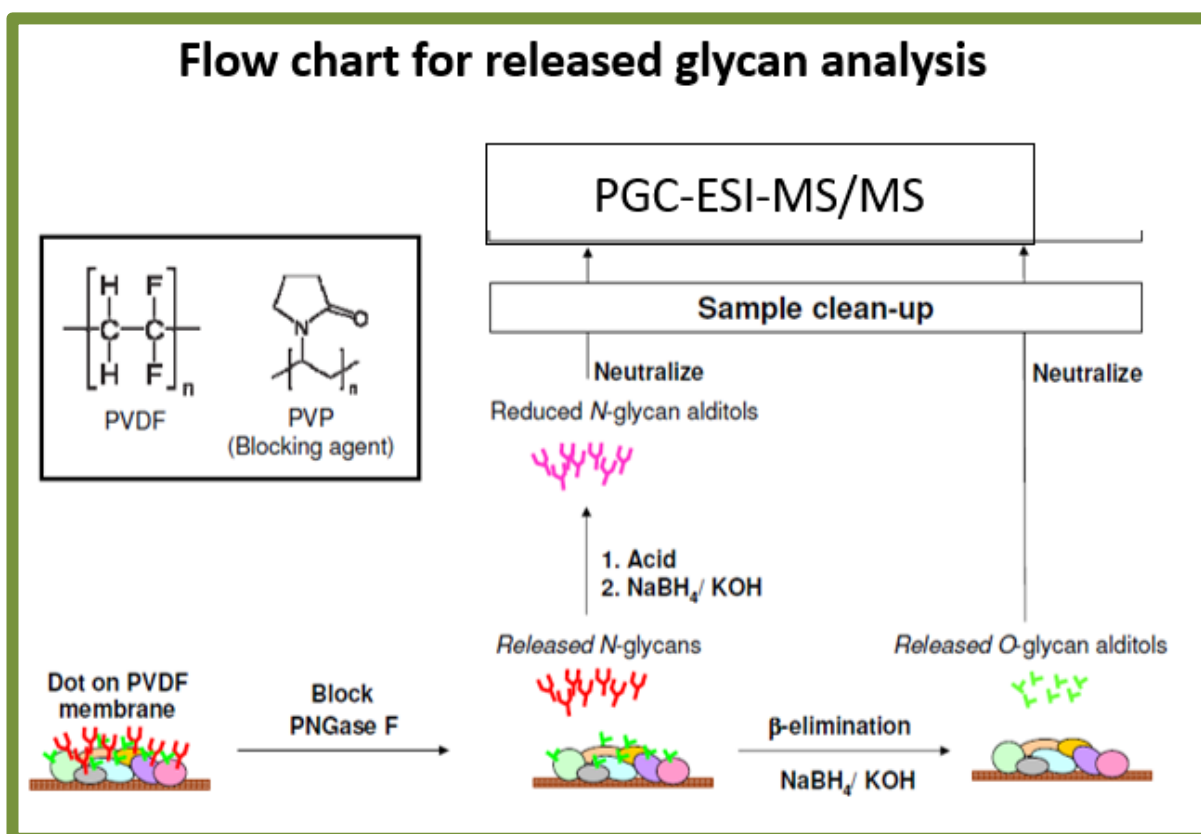 Flow chart for released glycan analysis
PGC-ESI-MS/MS
H F
C C
H F
n
PVDF
N
O
n
PVP
(Blocking agent)
Sample clean-up
Neutralize
Neutralize
Reduced N-glycan alditols
1. Acid
2. NaBH₄/ KOH
Released N-glycans
Released O-glycan alditols
Dot on PVDF
membrane
Block
PNGase F
β-elimination
NaBH₄/ KOH